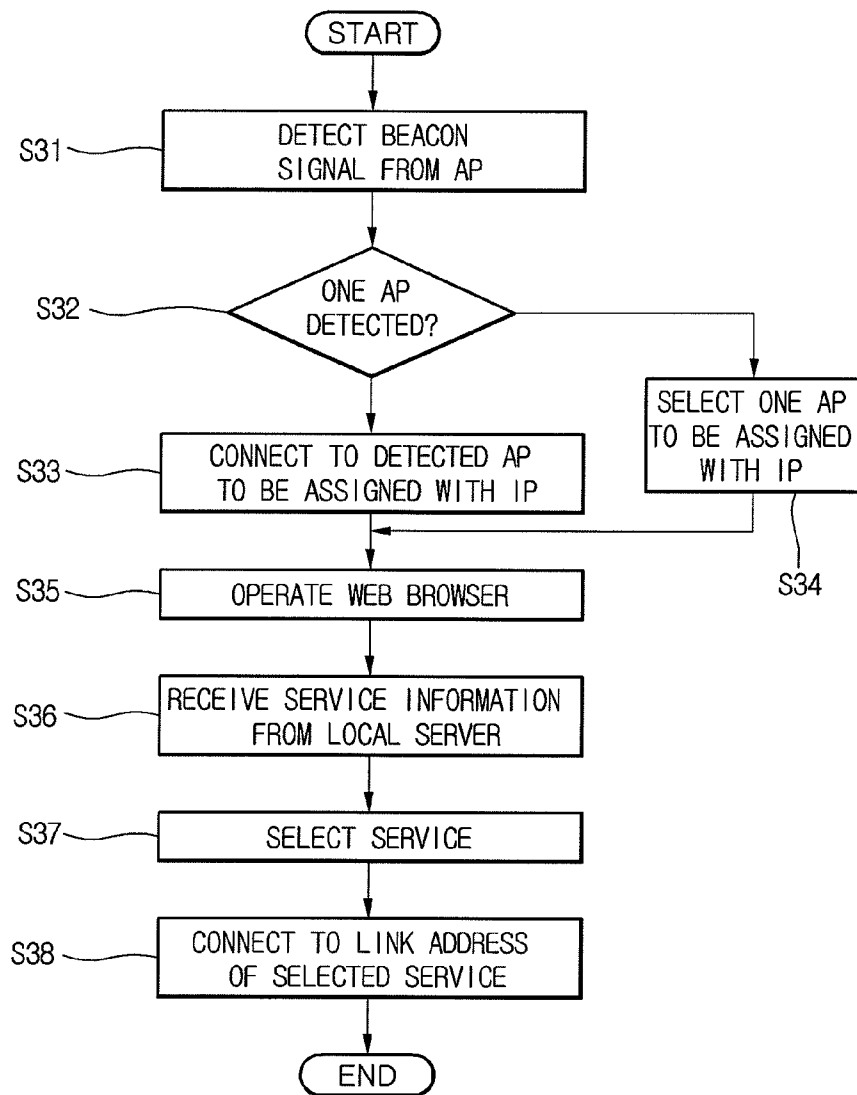 START
S31
DETECT BEACON
SIGNAL FROM AP
S32
ONE AP
DETECTED?
S33
CONNECT TO DETECTED AP
TO BE ASSIGNED WITH IP
SELECT ONE AP
TO BE ASSIGNED
WITH IP
S34
S35
OPERATE WEB BROWSER
S36
RECEIVE SERVICE INFORMATION
FROM LOCAL SERVER
S37
SELECT SERVICE
S38
CONNECT TO LINK ADDRESS
OF SELECTED SERVICE
END